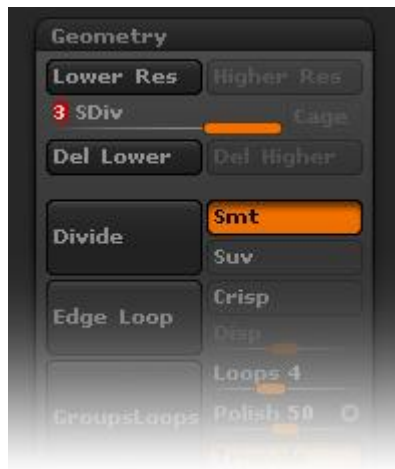 Geometry
Lower Res Higher Res
3 SDiv Cage
Del Lower Del Higher
Divide
Smt
Suv
Edge Loop
Crisp
Disp
GroupsLoops
Loops 4
Polish 50